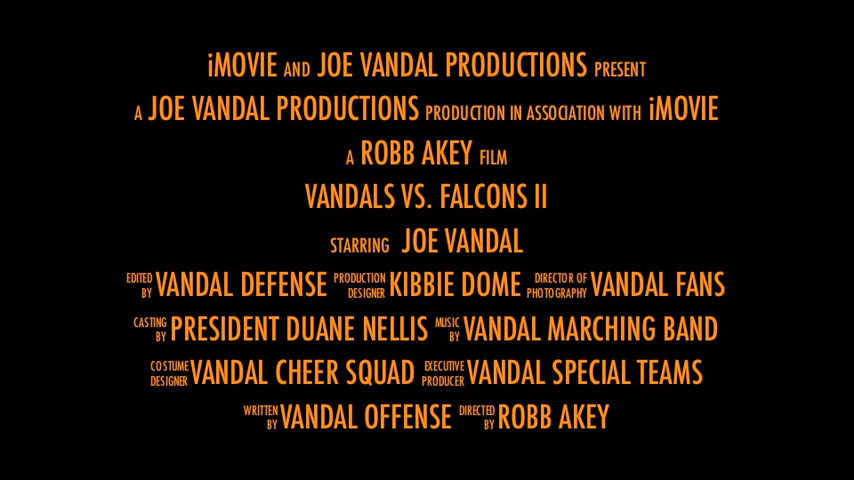 iMOVIE AND JOE VANDAL PRODUCTIONS PRESENT
A JOE VANDAL PRODUCTIONS PRODUCTION IN ASSOCIATION WITH iMOVIE
A ROBB AKEY FILM
VANDALS VS. FALCONS II
STARRING JOE VANDAL
EDITED BY VANDAL DEFENSE PRODUCTION DESIGNER KIBBIE DOME DIRECTOR OF PHOTOGRAPHY VANDAL FANS
CASTING BY PRESIDENT DUANE NELLIS MUSIC BY VANDAL MARCHING BAND
COSTUME DESIGNER VANDAL CHEER SQUAD EXECUTIVE PRODUCER VANDAL SPECIAL TEAMS
WRITTEN BY VANDAL OFFENSE DIRECTED BY ROBB AKEY